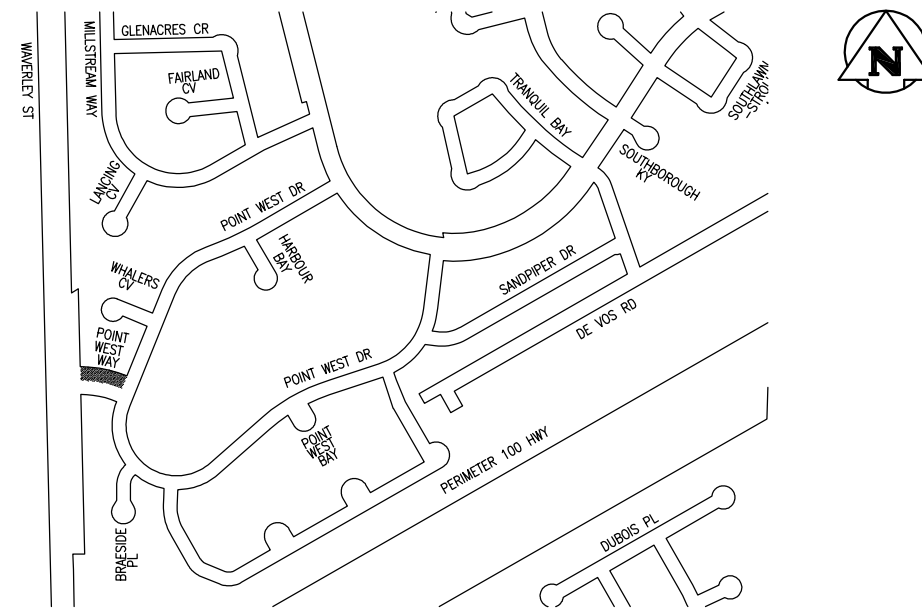 GLENACRES CR
N
WAVERLEY ST
MILLSTREAM WAY
FAIRLAND
CV
TRANQUIL BAY
SOUTHLAWN
SOUTHBOROUGH
KY
LANCING
CV
POINT WEST DR
HARBOUR
BAY
SANDPIPER DR
WHALERS
CV
DE VOS RD
POINT
WEST
WAY
POINT WEST DR
POINT
WEST
BAY
PERIMETER 100 HWY
BRAESIDE
PL
DUBOIS PL